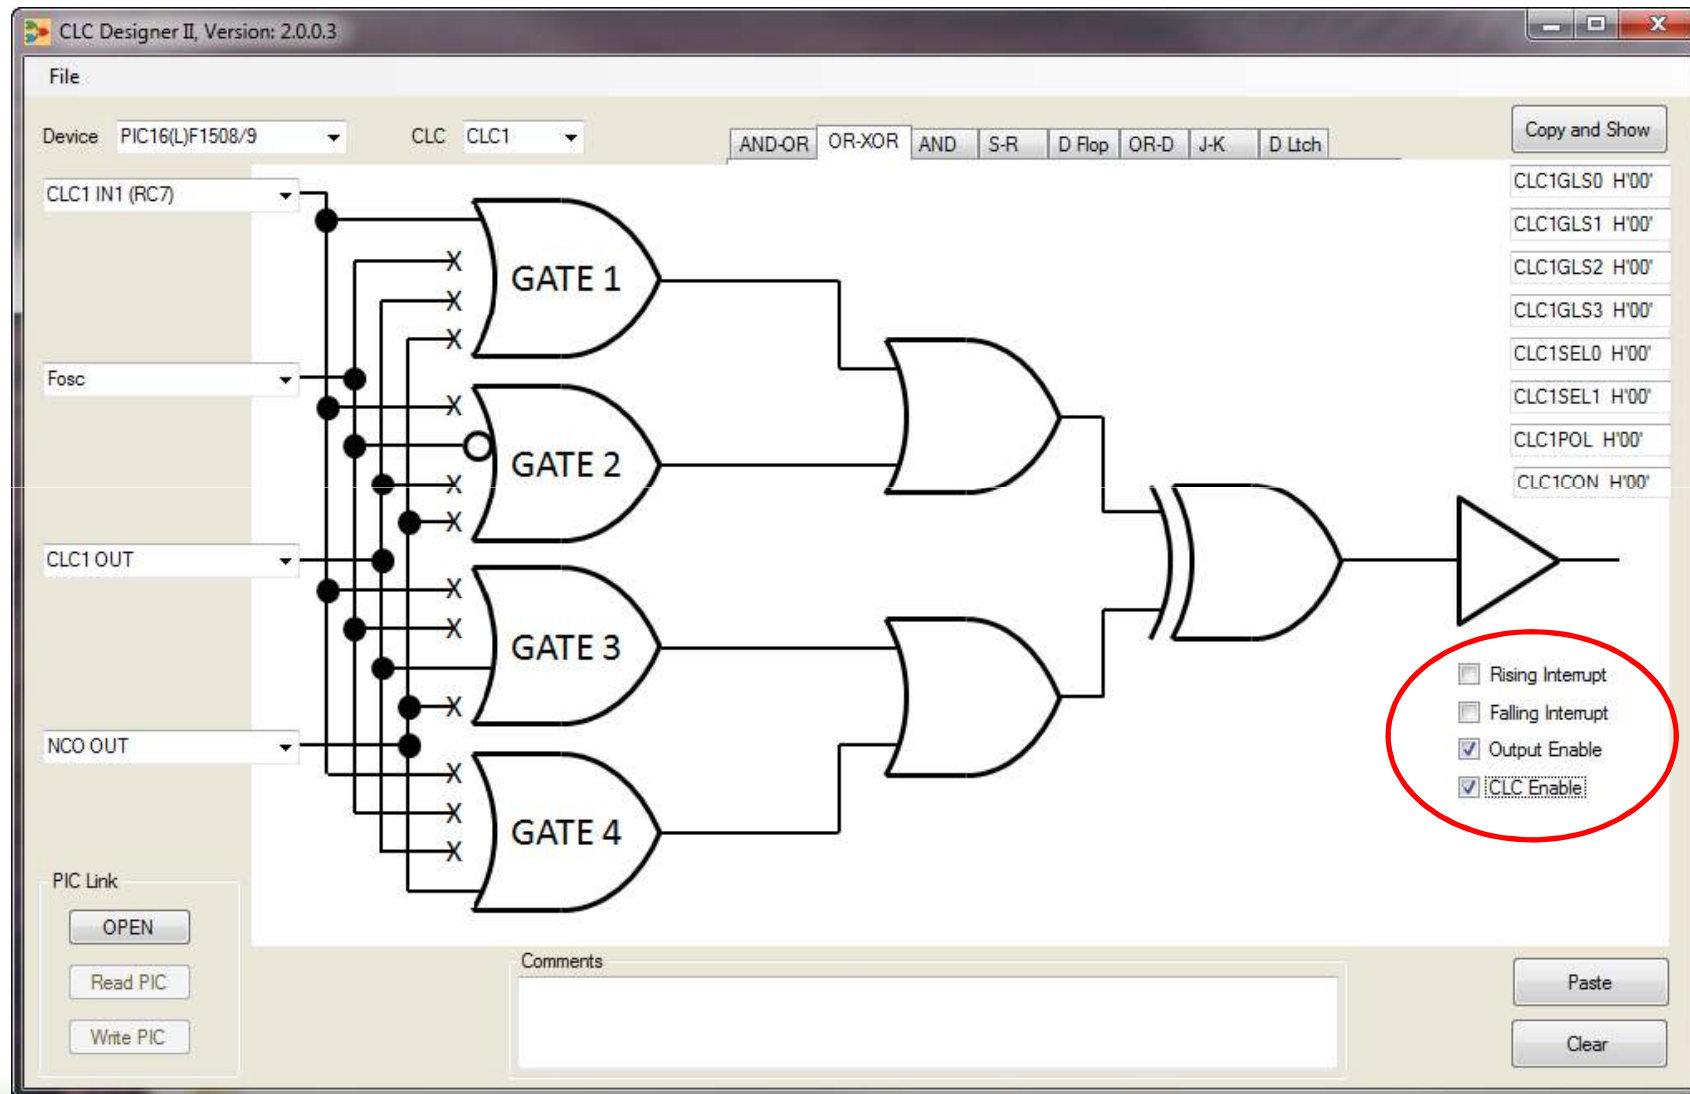 CLC Designer II, Version: 2.0.0.3
File
Device PIC16(L)F1508/9 CLC CLC1
AND-OR OR-XOR AND S-R D Flop OR-D J-K D Ltch
Copy and Show
CLC1 IN1 (RC7)
Fosc
CLC1 OUT
NCO OUT
X
X
X
GATE 1
X
X
X
GATE 2
X
X
X
GATE 3
X
X
X
GATE 4
CLC1GLS0 H'00'
CLC1GLS1 H'00'
CLC1GLS2 H'00'
CLC1GLS3 H'00'
CLC1SEL0 H'00'
CLC1SEL1 H'00'
CLC1POL H'00'
CLC1CON H'00'
Rising Interrupt
Falling Interrupt
Output Enable
CLC Enable
PIC Link
OPEN
Read PIC
Write PIC
Comments
Paste
Clear